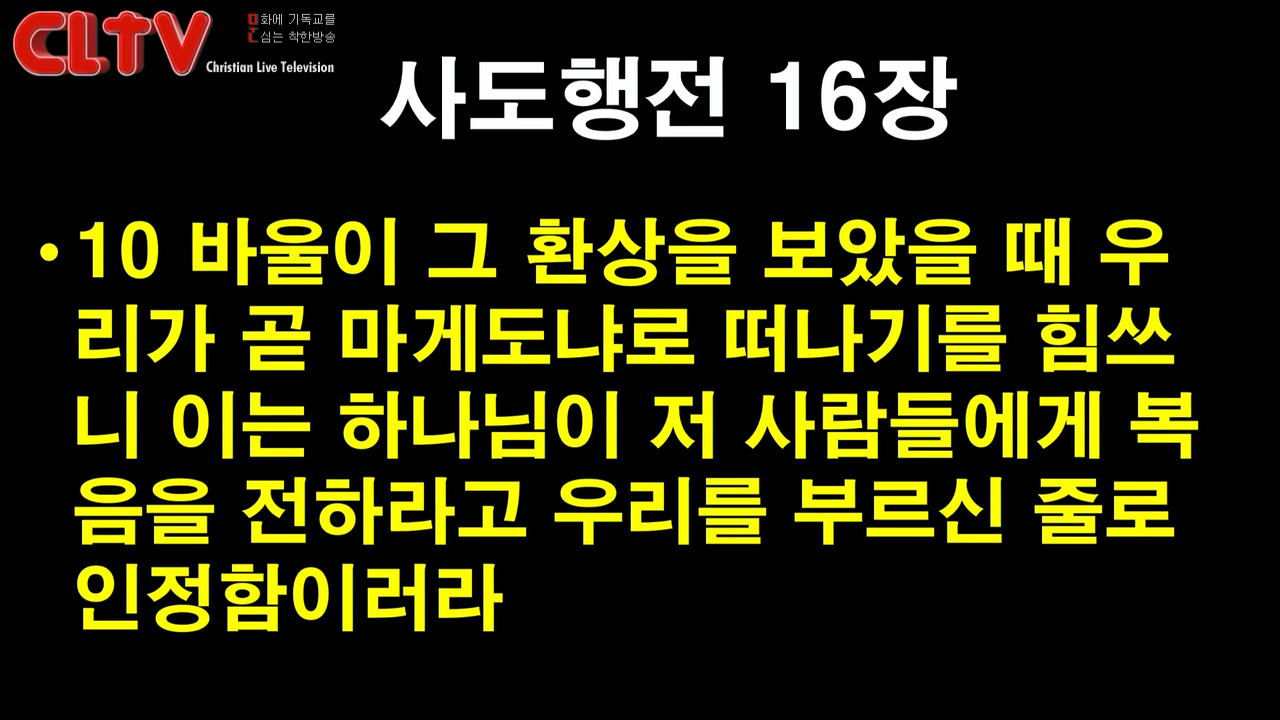 CLTV
문화에 기독교를
심는 착한방송
Christian Live Television
사도행전 16장
• 10 바울이 그 환상을 보았을 때 우
리가 곧 마게도냐로 떠나기를 힘쓰
니 이는 하나님이 저 사람들에게 복
음을 전하라고 우리를 부르신 줄로
인정함이러라